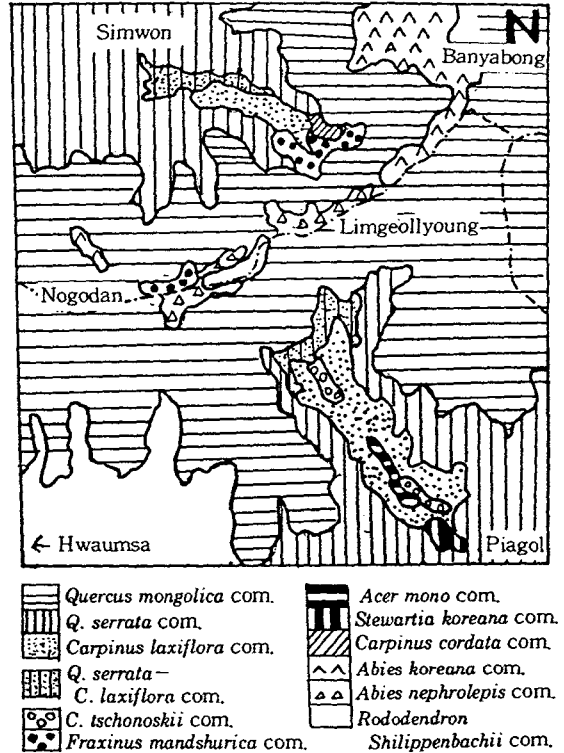 Simwon
N
Banyabong
Limgeollyoung
Nogodan
← Hwaumsa
Piagol
Quercus mongolica com.
Q. serrata com.
Carpinus laxiflora com.
Q. serrata–
C. laxiflora com.
C. tschonoskii com.
Fraxinus mandshurica com.
Acer mono com.
Stewartia koreana com.
Carpinus cordata com.
Abies koreana com.
Abies nephrolepis com.
Rododendron
Shilippenbachii com.